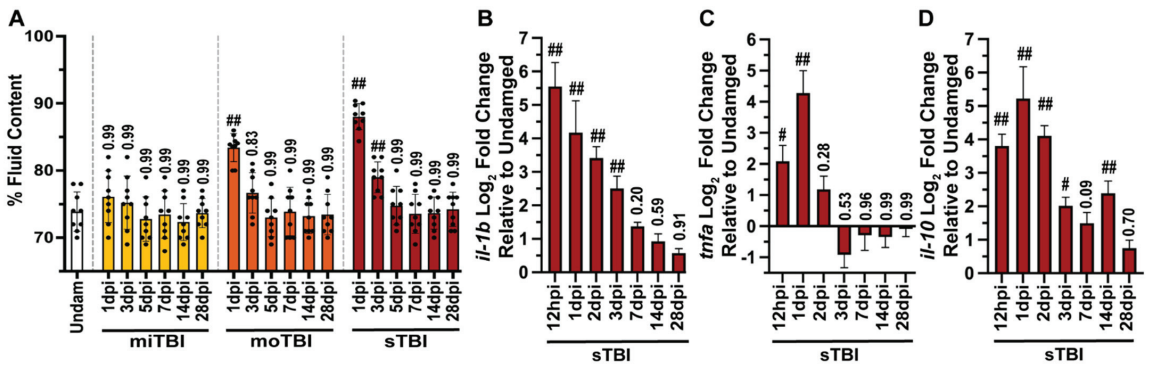 A
% Fluid Content
100
90
80
70
0.99
0.99
0.99
0.99
0.99
0.99
##
0.83
0.99
0.99
0.99
0.99
##
##
0.99
0.99
0.99
0.99
Undam
1dpi
3dpi
5dpi
7dpi
14dpi
28dpi
1dpi
3dpi
5dpi
7dpi
14dpi
28dpi
1dpi
3dpi
5dpi
7dpi
14dpi
28dpi
miTBI
moTBI
sTBI
B
il-1b Log2 Fold Change
Relative to Undamged
7
6
5
4
3
2
1
0
##
##
##
##
0.20
0.59
0.91
12hpi
1dpi
2dpi
3dpi
7dpi
14dpi
28dpi
sTBI
C
tnfa Log2 Fold Change
Relative to Undamged
6
5
4
3
2
1
0
-1
#
##
0.28
0.53
0.96
0.99
0.99
12hpi
1dpi
2dpi
3dpi
7dpi
14dpi
28dpi
sTBI
D
il-10 Log2 Fold Change
Relative to Undamged
7
6
5
4
3
2
1
0
##
##
##
#
0.09
##
0.70
12hpi
1dpi
2dpi
3dpi
7dpi
14dpi
28dpi
sTBI